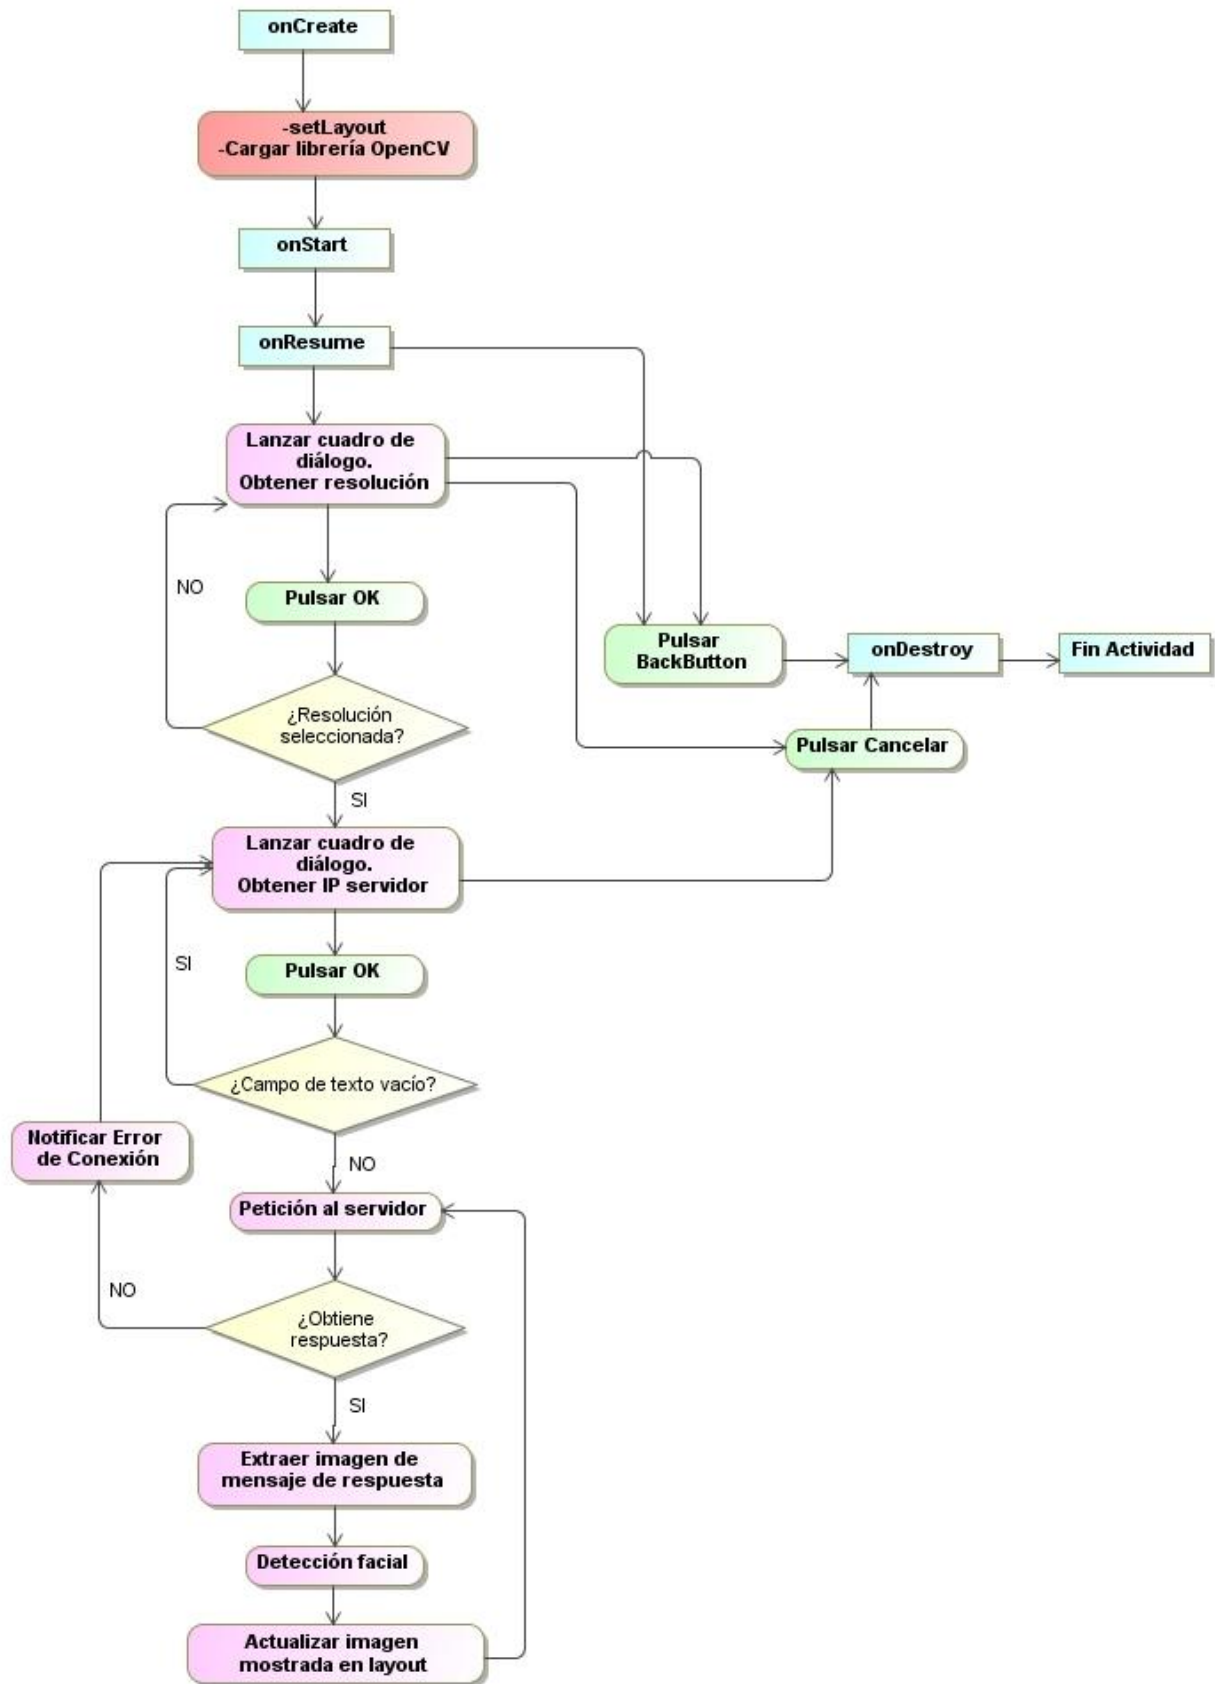 onCreate
-setLayout
-Cargar librería OpenCV
onStart
onResume
Lanzar cuadro de
diálogo.
Obtener resolución
NO
Pulsar OK
Pulsar
BackButton
onDestroy
Fin Actividad
¿Resolución
seleccionada?
Pulsar Cancelar
SI
Lanzar cuadro de
diálogo.
Obtener IP servidor
SI
Pulsar OK
¿Campo de texto vacío?
Notificar Error
de Conexión
NO
Petición al servidor
NO
¿Obtiene
respuesta?
SI
Extraer imagen de
mensaje de respuesta
Detección facial
Actualizar imagen
mostrada en layout